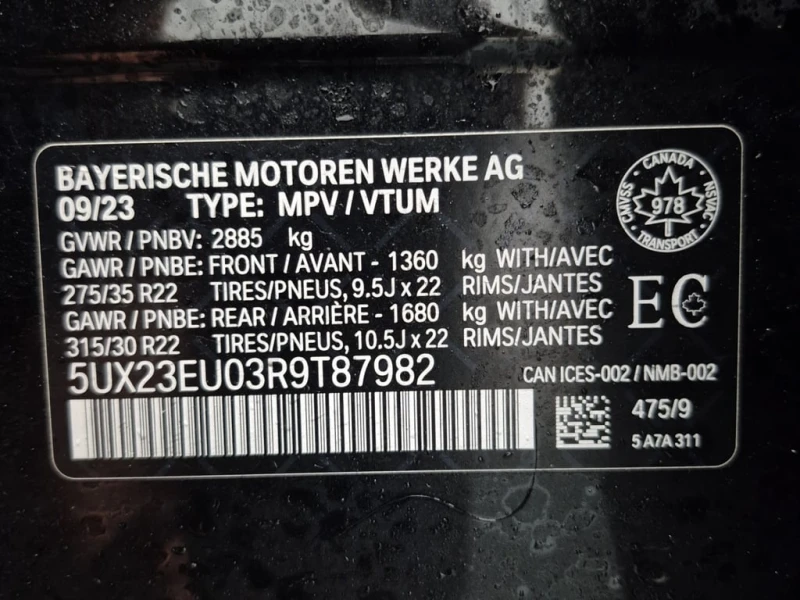 BAYERISCHE MOTOREN WERKE AG
09/23 TYPE: MPV / VTUM
GVWR / PNBV: 2885 kg
GAWR / PNBE: FRONT / AVANT - 1360 kg WITH/AVEC
275/35 R22 TIRES/PNEUS, 9.5J x 22 RIMS/JANTES
GAWR / PNBE: REAR / ARRIÈRE - 1680 kg WITH/AVEC
315/30 R22 TIRES/PNEUS, 10.5J x 22 RIMS/JANTES
5UX23EU03R9T87982
CANADA
CMVSS 978 NSVAC
TRANSPORT
EC
CAN ICES-002 / NMB-002
475/9
5 A7A 311